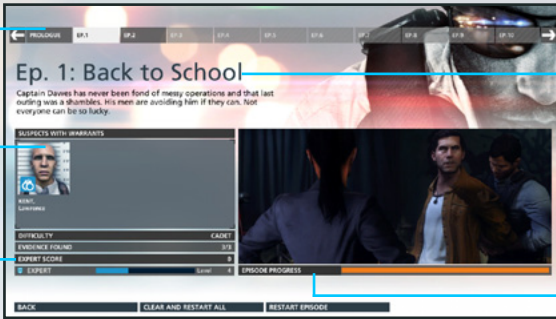 PROLOGUE EP.1 EP.2 EP.3 EP.4 EP.5 EP.6 EP.7 EP.8 EP.9 EP.10
Ep. 1: Back to School
Captain Dawes has never been fond of messy operations and that last
outing was a shambles. His men are avoiding him if they can. Not
everyone can be so lucky.
SUSPECTS WITH WARRANTS
KENT,
Lawrence
DIFFICULTY CADET
EVIDENCE FOUND 3/3
EXPERT SCORE 0
EXPERT Level 4
EPISODE PROGRESS
BACK CLEAR AND RESTART ALL RESTART EPISODE